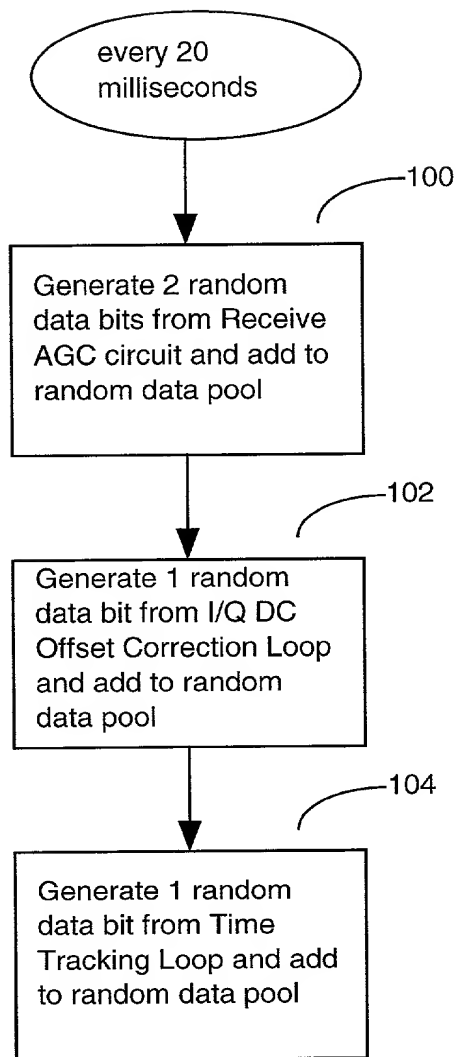 every 20
milliseconds
100
Generate 2 random
data bits from Receive
AGC circuit and add to
random data pool
102
Generate 1 random
data bit from I/Q DC
Offset Correction Loop
and add to random
data pool
104
Generate 1 random
data bit from Time
Tracking Loop and add
to random data pool